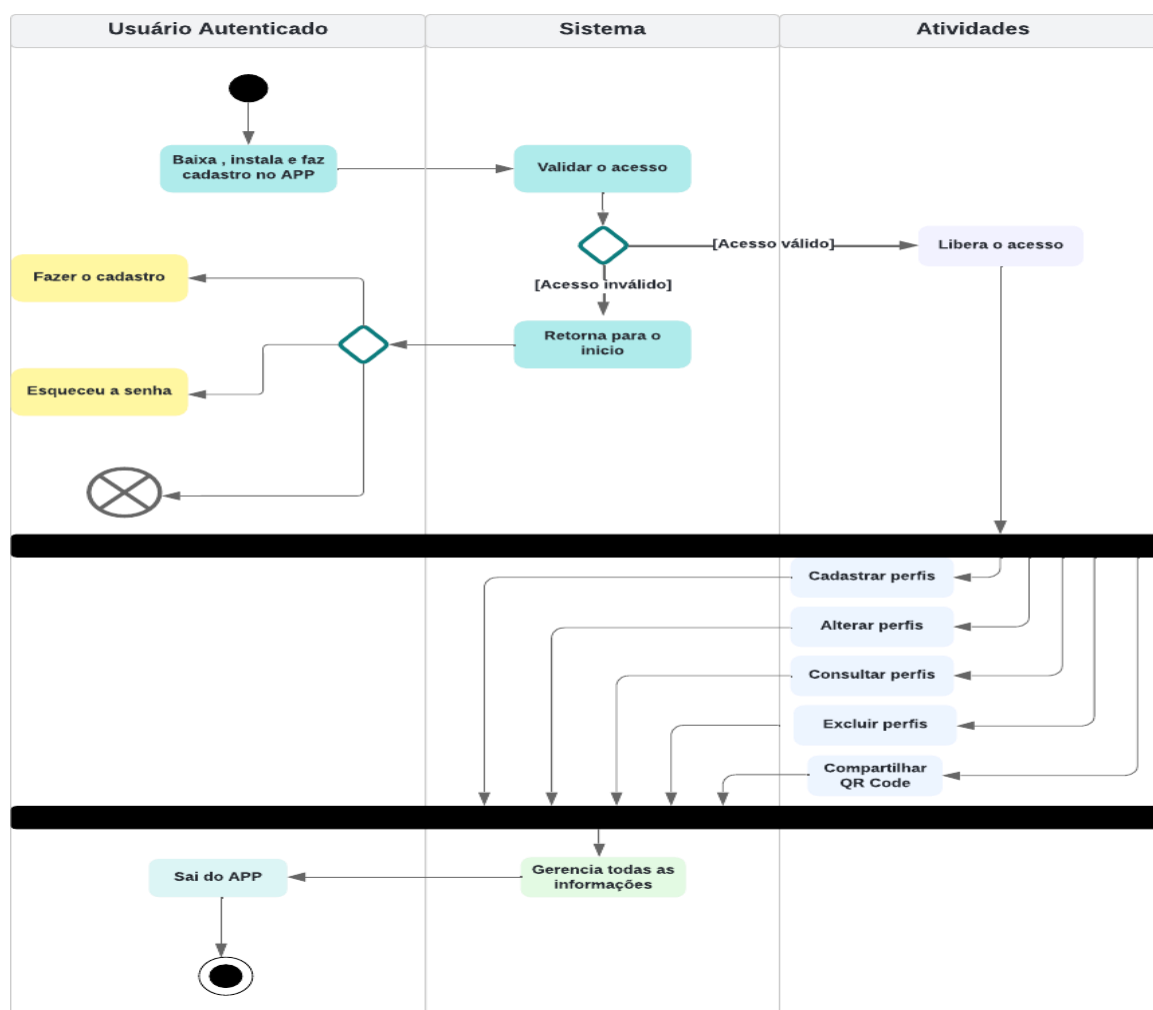 Usuário Autenticado
Sistema
Atividades
Baixa , instala e faz
cadastro no APP
Validar o acesso
[Acesso válido]
Libera o acesso
Fazer o cadastro
[Acesso inválido]
Retorna para o
inicio
Esqueceu a senha
Cadastrar perfis
Alterar perfis
Consultar perfis
Excluir perfis
Compartilhar
QR Code
Sai do APP
Gerencia todas as
informações